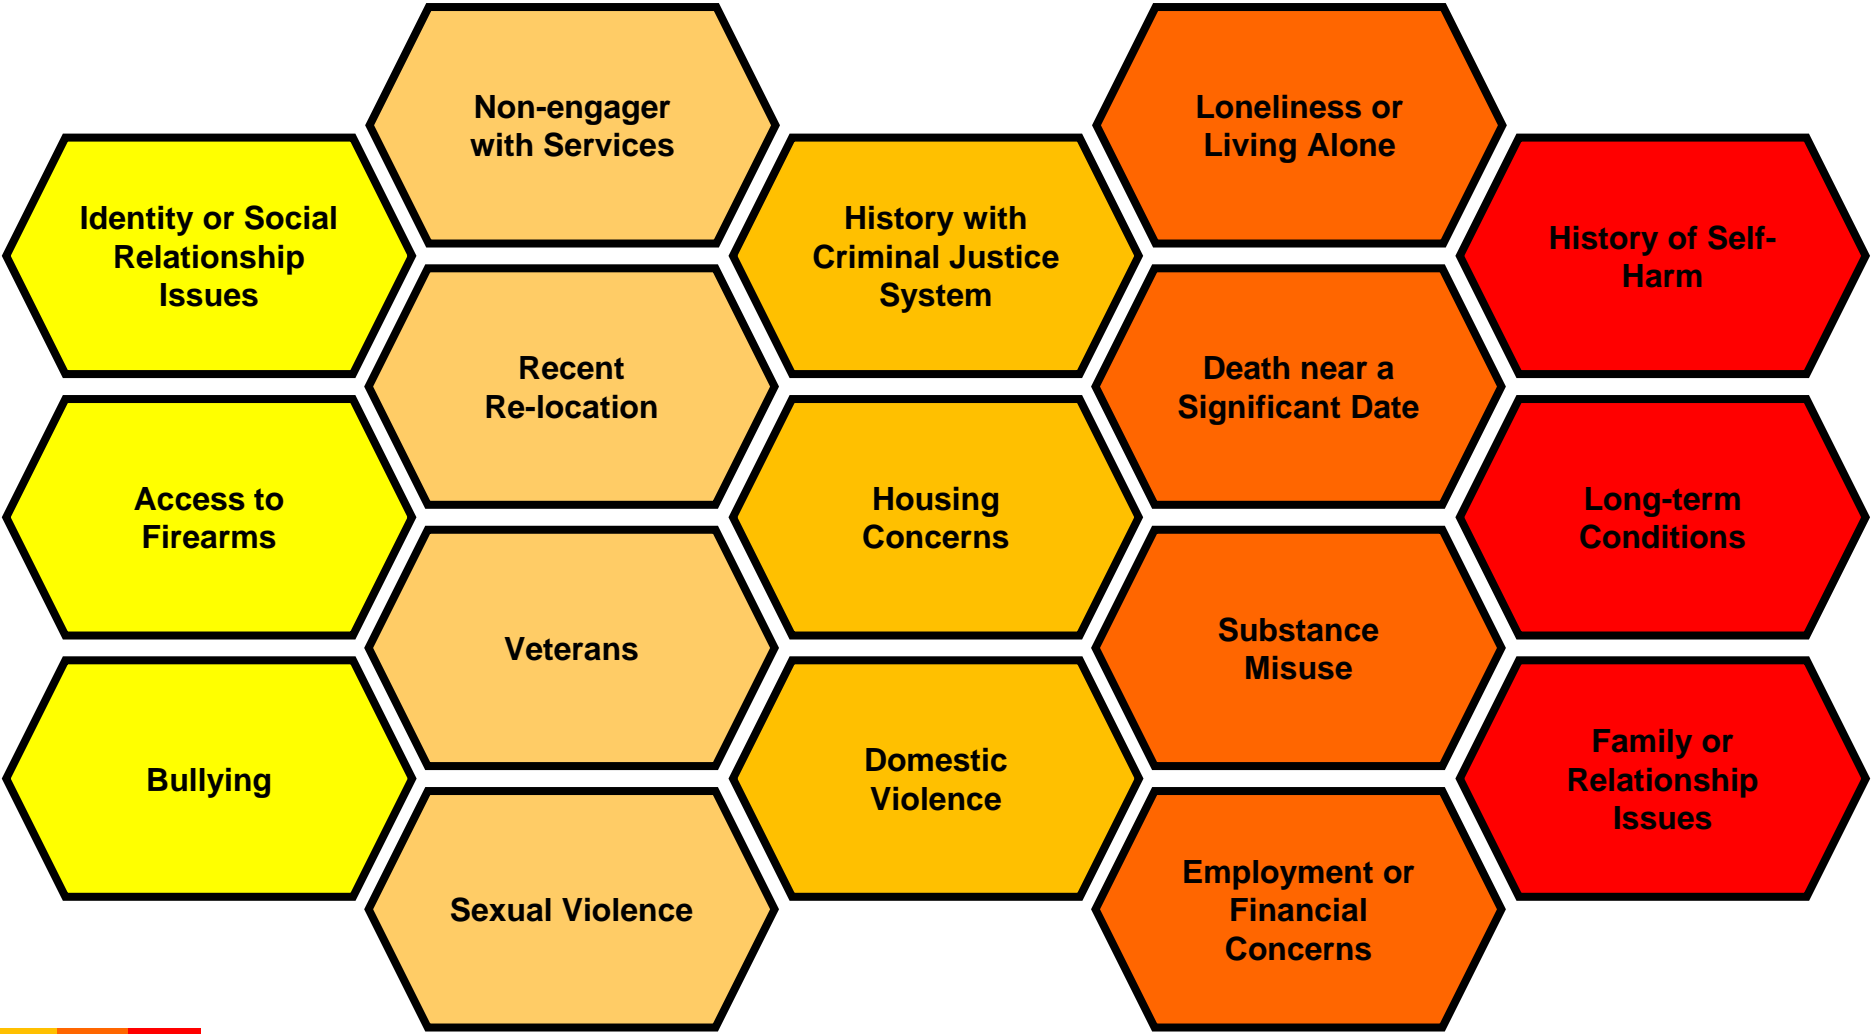 Identity or Social
Relationship
Issues
Access to
Firearms
Bullying
Non-engager
with Services
Recent
Re-location
Veterans
Sexual Violence
History with
Criminal Justice
System
Housing
Concerns
Domestic
Violence
Loneliness or
Living Alone
Death near a
Significant Date
Substance
Misuse
Employment or
Financial
Concerns
History of Self-
Harm
Long-term
Conditions
Family or
Relationship
Issues